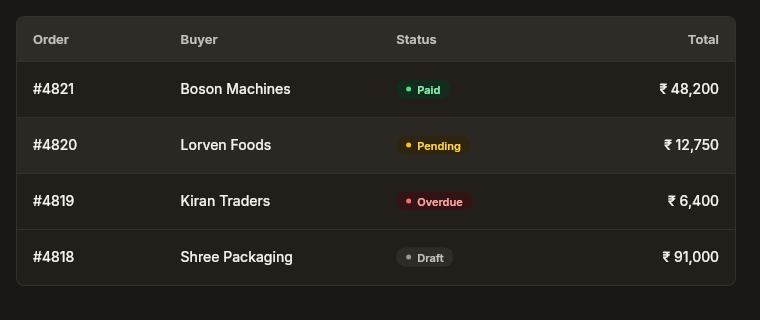 Order Buyer Status Total
#4821 Boson Machines Paid ₹ 48,200
#4820 Lorven Foods Pending ₹ 12,750
#4819 Kiran Traders Overdue ₹ 6,400
#4818 Shree Packaging Draft ₹ 91,000